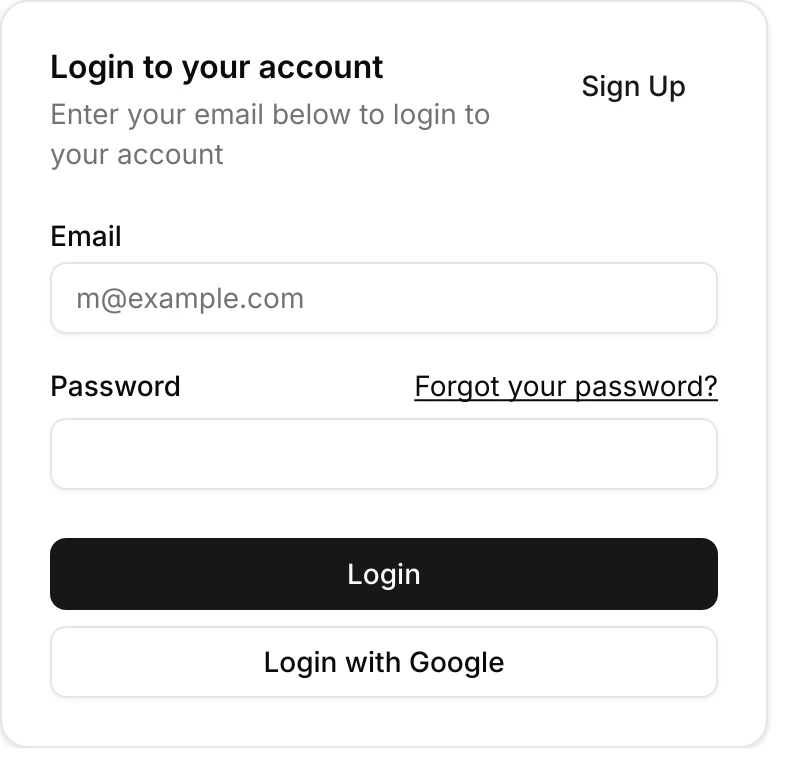 Login to your account
Sign Up
Enter your email below to login to
your account
Email
m@example.com
Password
Forgot your password?
Login
Login with Google